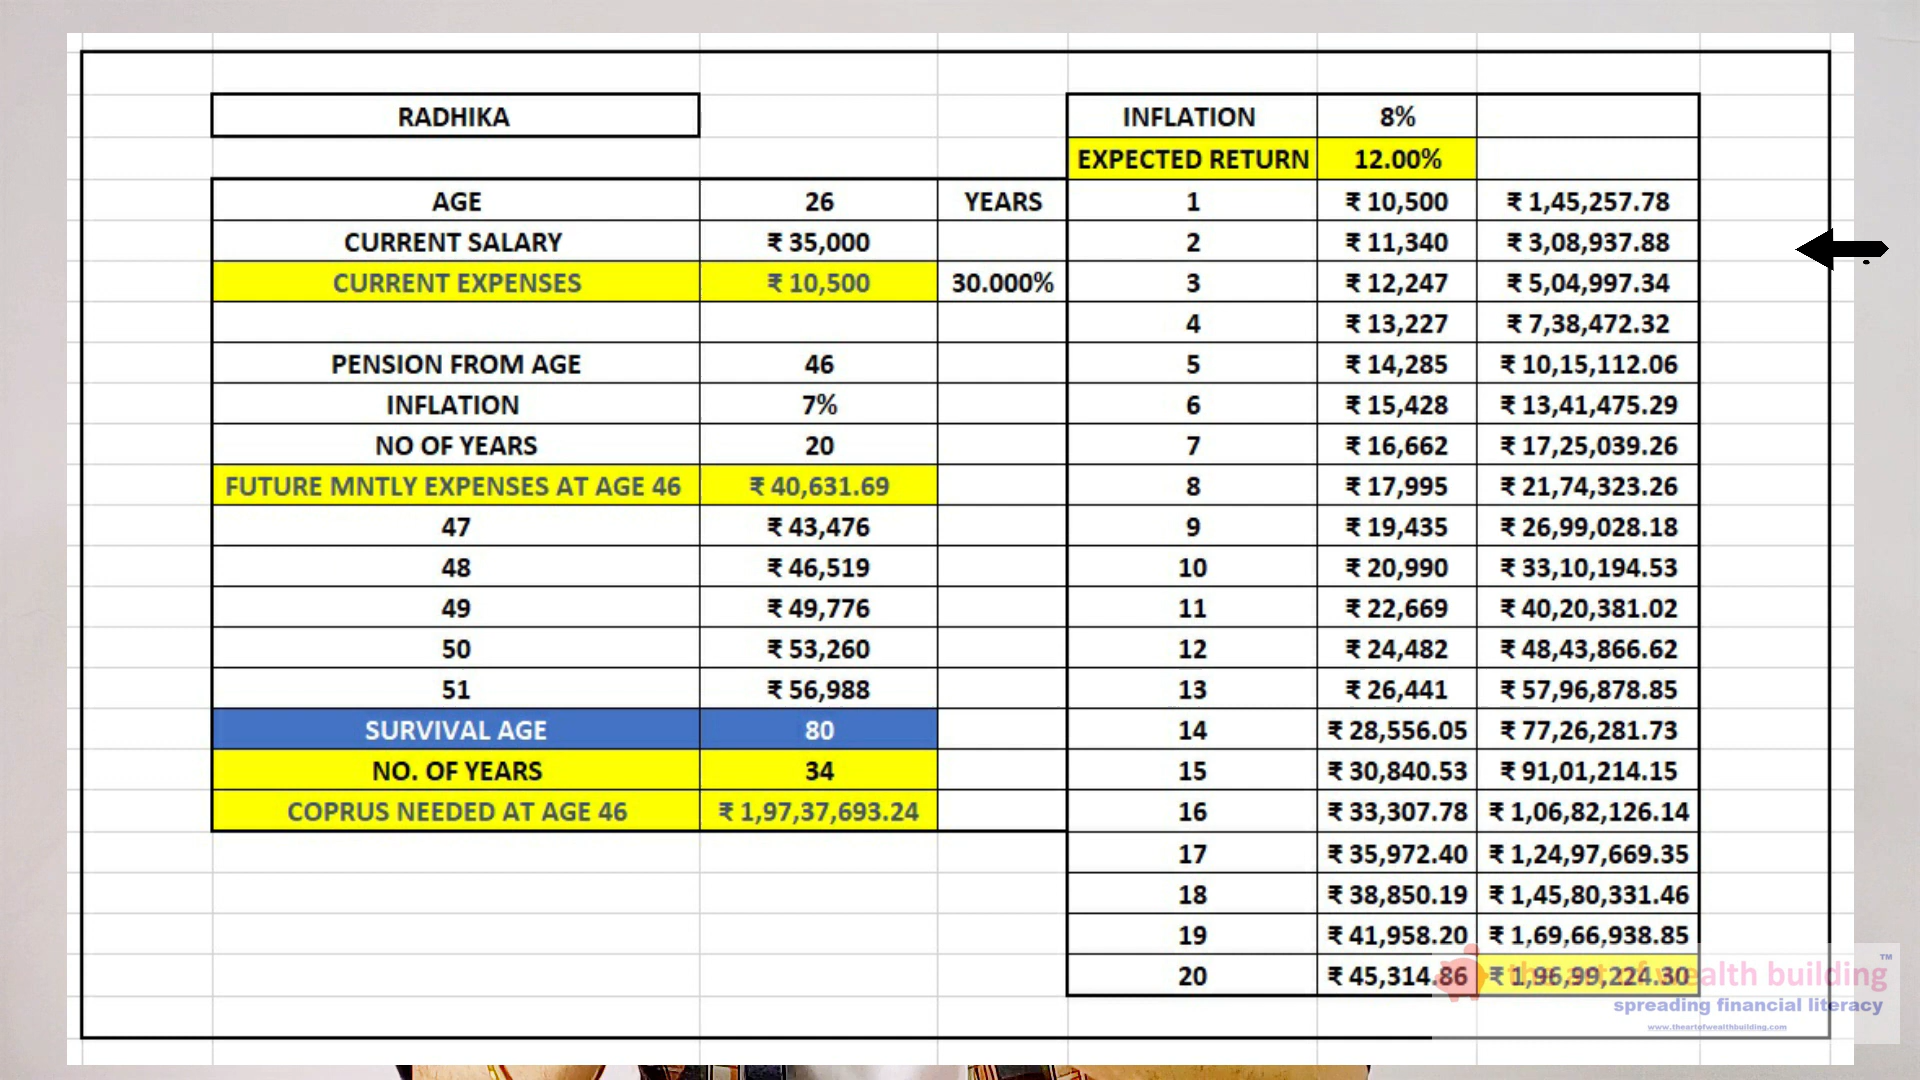 RADHIKA
AGE 26 YEARS
CURRENT SALARY ₹ 35,000
CURRENT EXPENSES ₹ 10,500 30.000%
PENSION FROM AGE 46
INFLATION 7%
NO OF YEARS 20
FUTURE MNTLY EXPENSES AT AGE 46 ₹ 40,631.69
47 ₹ 43,476
48 ₹ 46,519
49 ₹ 49,776
50 ₹ 53,260
51 ₹ 56,988
SURVIVAL AGE 80
NO. OF YEARS 34
COPRUS NEEDED AT AGE 46 ₹ 1,97,37,693.24
INFLATION 8%
EXPECTED RETURN 12.00%
1 ₹ 10,500 ₹ 1,45,257.78
2 ₹ 11,340 ₹ 3,08,937.88
3 ₹ 12,247 ₹ 5,04,997.34
4 ₹ 13,227 ₹ 7,38,472.32
5 ₹ 14,285 ₹ 10,15,112.06
6 ₹ 15,428 ₹ 13,41,475.29
7 ₹ 16,662 ₹ 17,25,039.26
8 ₹ 17,995 ₹ 21,74,323.26
9 ₹ 19,435 ₹ 26,99,028.18
10 ₹ 20,990 ₹ 33,10,194.53
11 ₹ 22,669 ₹ 40,20,381.02
12 ₹ 24,482 ₹ 48,43,866.62
13 ₹ 26,441 ₹ 57,96,878.85
14 ₹ 28,556.05 ₹ 77,26,281.73
15 ₹ 30,840.53 ₹ 91,01,214.15
16 ₹ 33,307.78 ₹ 1,06,82,126.14
17 ₹ 35,972.40 ₹ 1,24,97,669.35
18 ₹ 38,850.19 ₹ 1,45,80,331.46
19 ₹ 41,958.20 ₹ 1,69,66,938.85
20 ₹ 45,314.86 ₹ 1,96,99,224.30
the art of wealth building ™
spreading financial literacy
www.theartofwealthbuilding.com